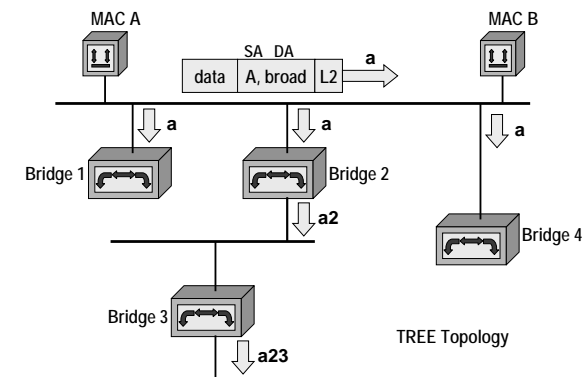 MAC A
MAC B
SA DA
a
data
A, broad
L2
a
a
a
Bridge 1
Bridge 2
a2
Bridge 4
Bridge 3
TREE Topology
a23